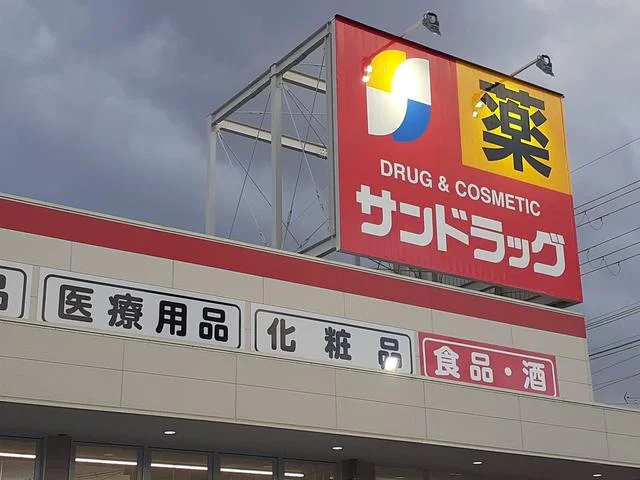 薬
DRUG & COSMETIC
サンドラッグ
品
医療用品
化粧品
食品・酒